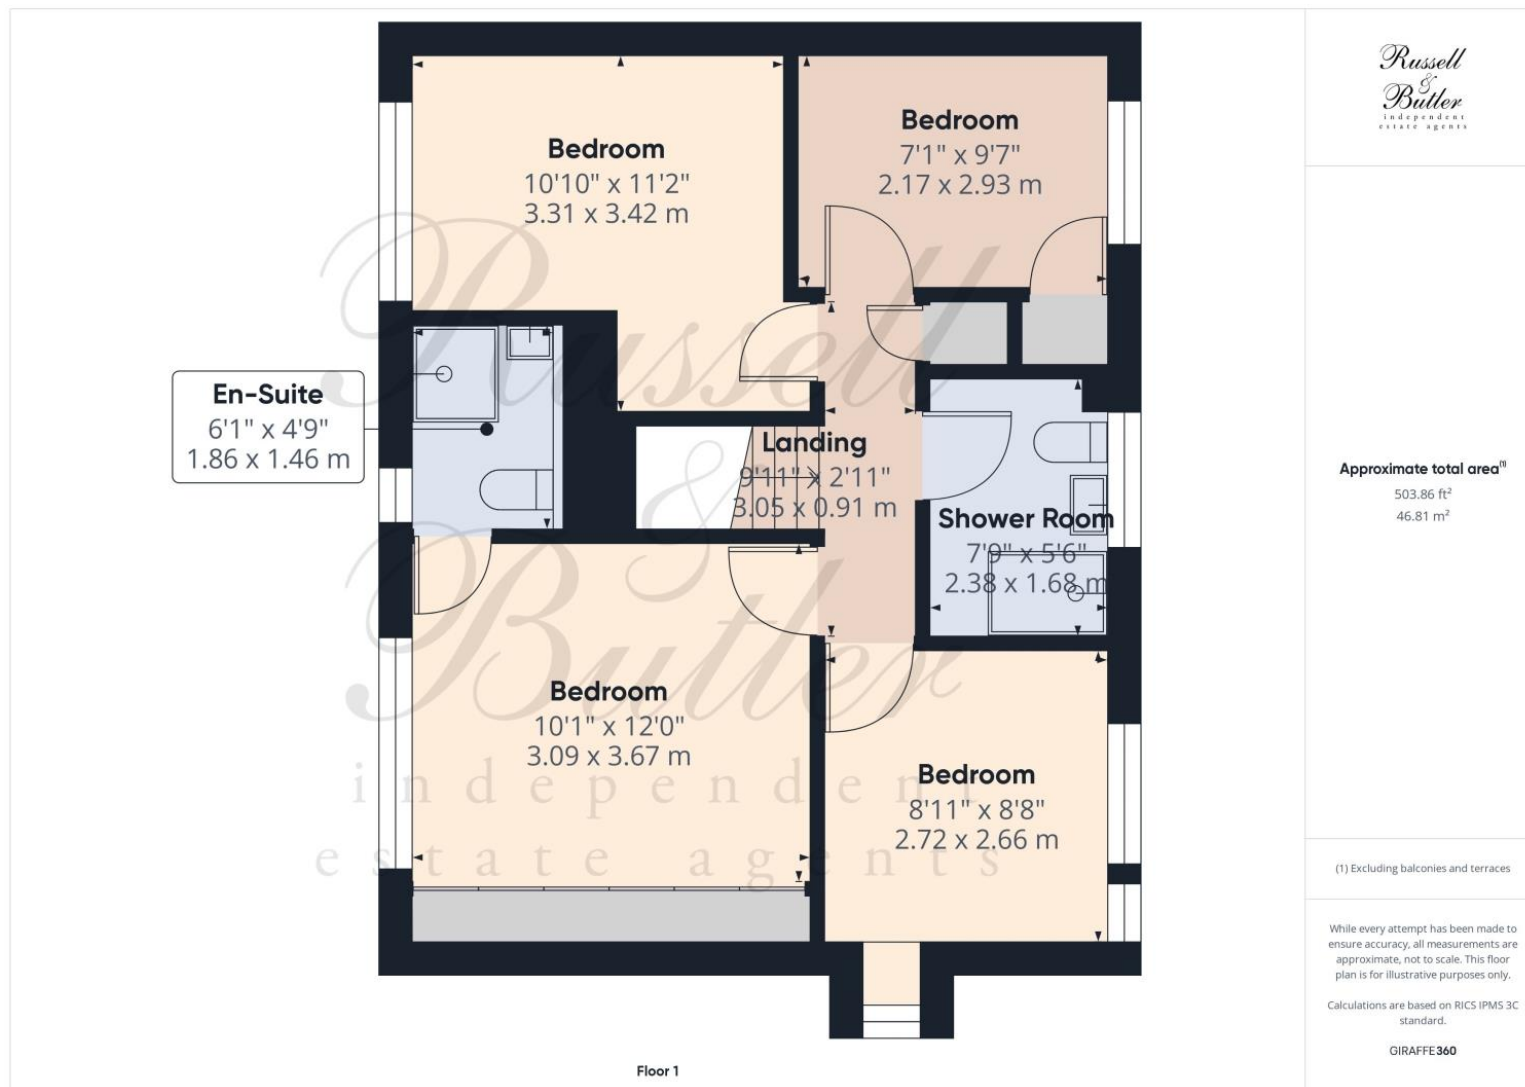 Russell
&
Butler
independent
estate agents
Bedroom
10'10" x 11'2"
3.31 x 3.42 m
Bedroom
7'1" x 9'7"
2.17 x 2.93 m
En-Suite
6'1" x 4'9"
1.86 x 1.46 m
Landing
9'11" x 2'11"
3.05 x 0.91 m
Shower Room
7'9" x 5'6"
2.38 x 1.68 m
Bedroom
10'1" x 12'0"
3.09 x 3.67 m
Bedroom
8'11" x 8'8"
2.72 x 2.66 m
Russell
&
Butler
independent
estate agents
Floor 1
Approximate total area(1)
503.86 ft²
46.81 m²
(1) Excluding balconies and terraces
While every attempt has been made to
ensure accuracy, all measurements are
approximate, not to scale. This floor
plan is for illustrative purposes only.
Calculations are based on RICS IPMS 3C
standard.
GIRAFFE360